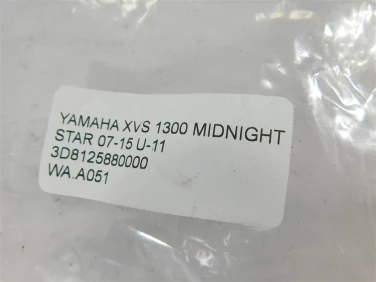 YAMAHA XVS 1300 MIDNIGHT
STAR 07-15 U-11
3D8125880000
WA.A051